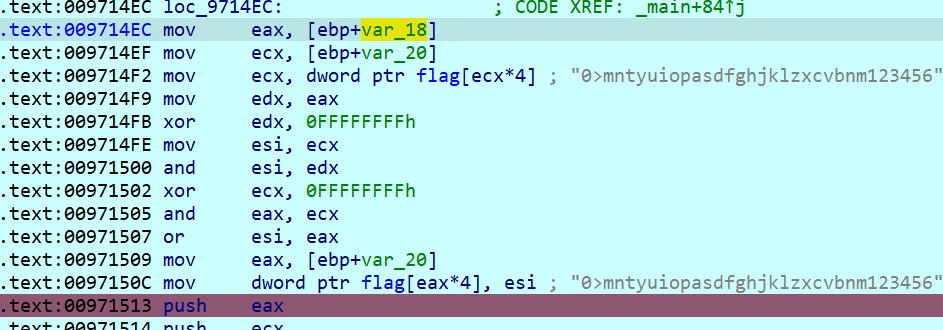 .text:009714EC loc_9714EC: ; CODE XREF: _main+84↑j
.text:009714EC mov eax, [ebp+var_18]
.text:009714EF mov ecx, [ebp+var_20]
.text:009714F2 mov ecx, dword ptr flag[ecx*4] ; "0>mntyuiopasdfghjklzxcvbnm123456"
.text:009714F9 mov edx, eax
.text:009714FB xor edx, 0FFFFFFFFh
.text:009714FE mov esi, ecx
.text:00971500 and esi, edx
.text:00971502 xor ecx, 0FFFFFFFFh
.text:00971505 and eax, ecx
.text:00971507 or esi, eax
.text:00971509 mov eax, [ebp+var_20]
.text:0097150C mov dword ptr flag[eax*4], esi ; "0>mntyuiopasdfghjklzxcvbnm123456"
.text:00971513 push eax
.text:00971514 push ecx